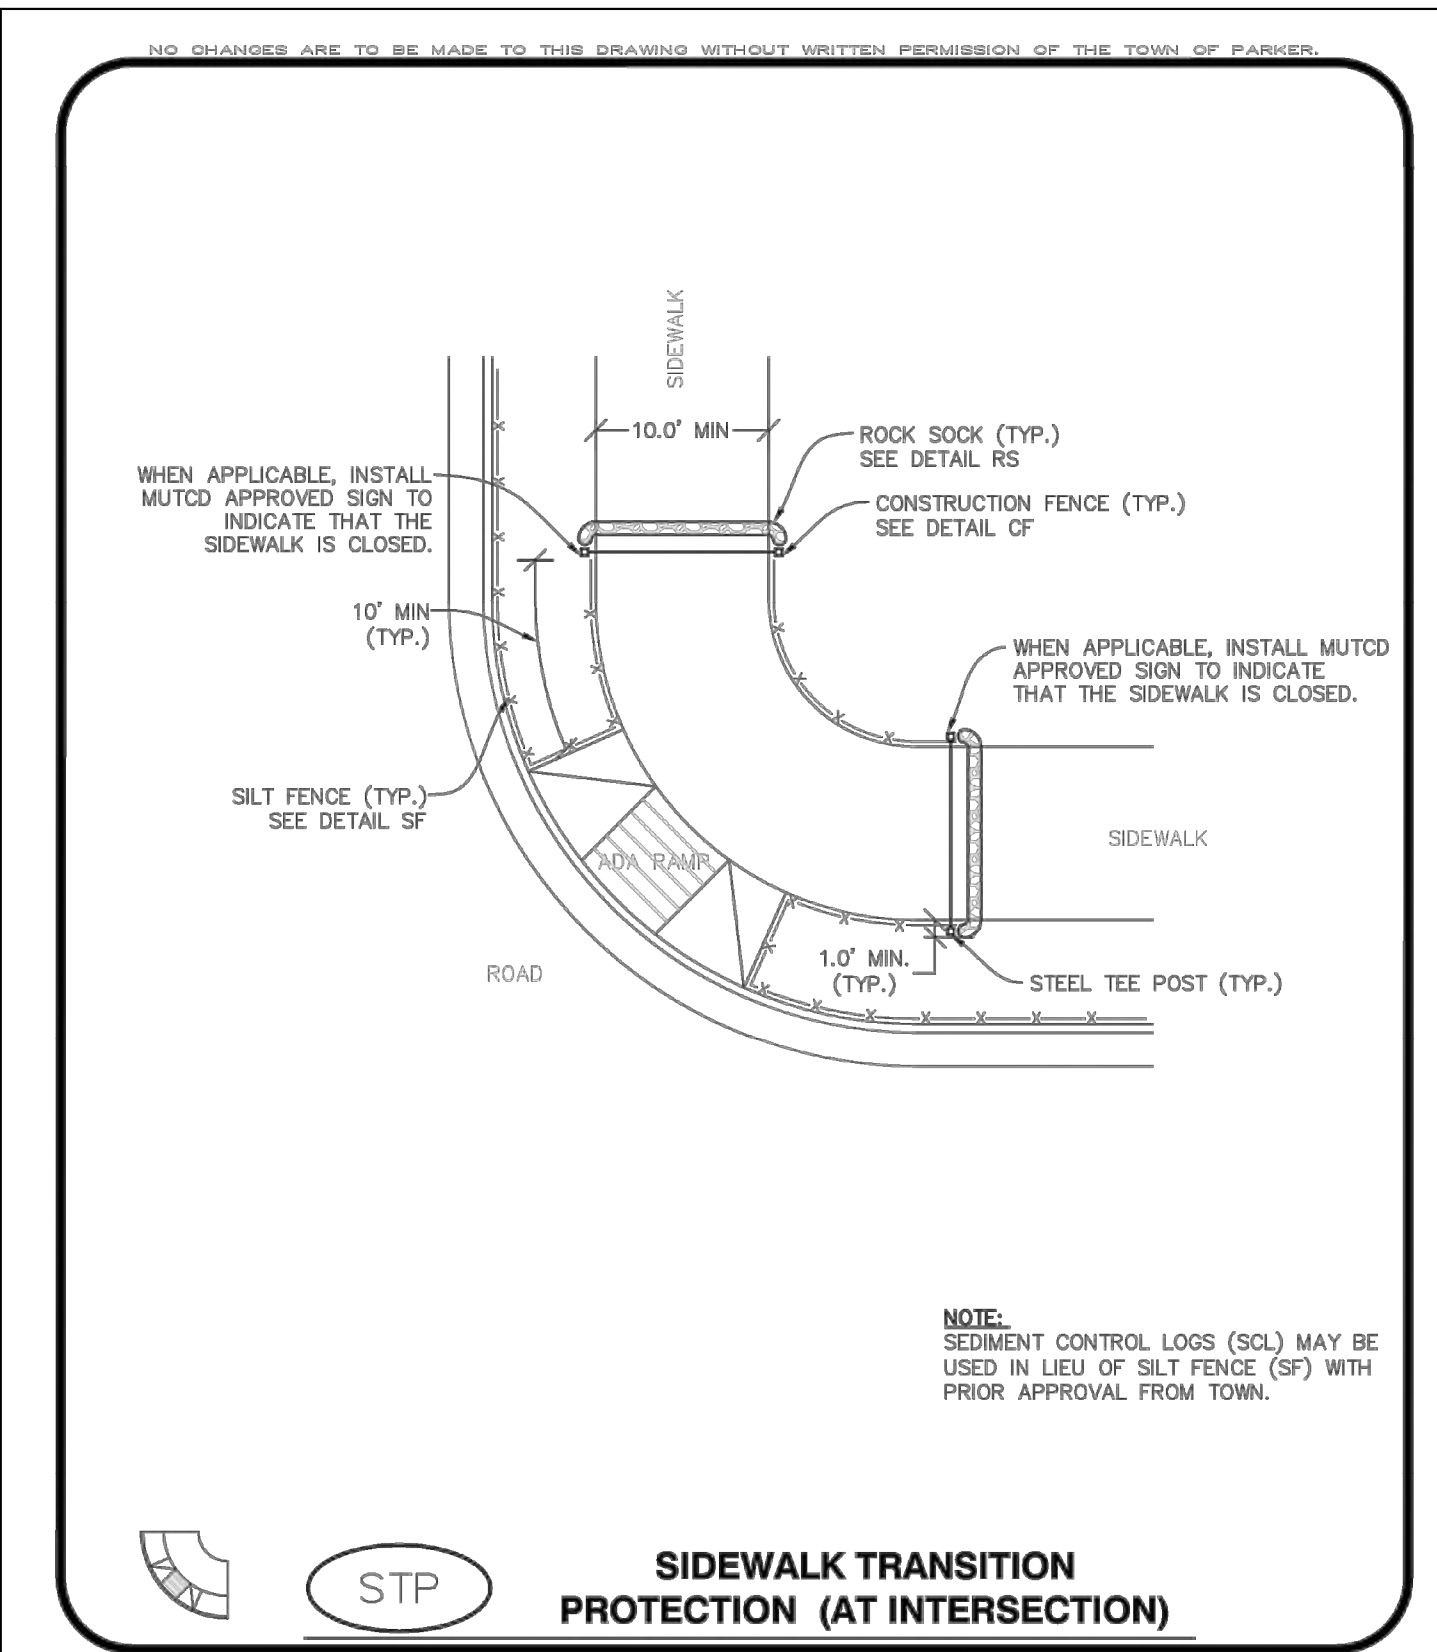 NO CHANGES ARE TO BE MADE TO THIS DRAWING WITHOUT WRITTEN PERMISSION OF THE TOWN OF PARKER.
SIDEWALK
10.0' MIN
ROCK SOCK (TYP.)
SEE DETAIL RS
WHEN APPLICABLE, INSTALL
MUTCD APPROVED SIGN TO
INDICATE THAT THE
SIDEWALK IS CLOSED.
CONSTRUCTION FENCE (TYP.)
SEE DETAIL CF
10' MIN
(TYP.)
WHEN APPLICABLE, INSTALL MUTCD
APPROVED SIGN TO INDICATE
THAT THE SIDEWALK IS CLOSED.
SILT FENCE (TYP.)
SEE DETAIL SF
SIDEWALK
ADA RAMP
1.0' MIN.
(TYP.)
ROAD
STEEL TEE POST (TYP.)
NOTE:
SEDIMENT CONTROL LOGS (SCL) MAY BE
USED IN LIEU OF SILT FENCE (SF) WITH
PRIOR APPROVAL FROM TOWN.
STP
SIDEWALK TRANSITION
PROTECTION (AT INTERSECTION)